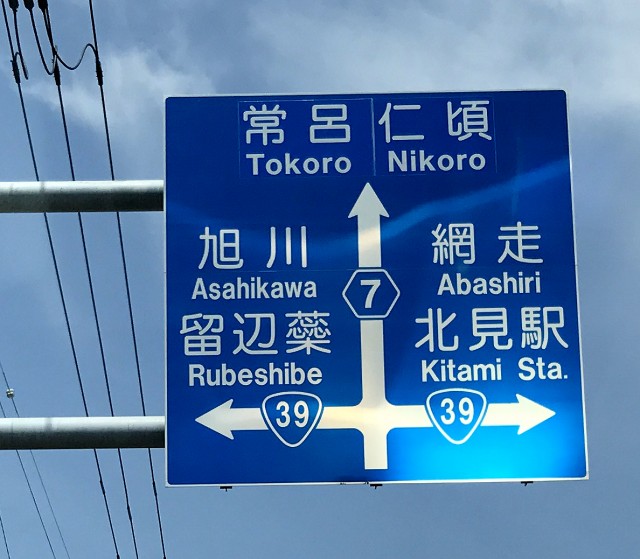 常呂 仁頃
Tokoro Nikoro
旭川 網走
Asahikawa Abashiri
7
留辺蘂 北見駅
Rubeshibe Kitami Sta.
39 39